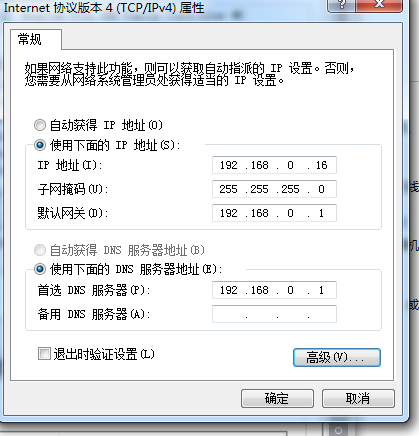 Internet 协议版本 4 (TCP/IPv4) 属性
常规
如果网络支持此功能，则可以获取自动指派的 IP 设置。否则，
您需要从网络系统管理员处获得适当的 IP 设置。
自动获得 IP 地址(O)
使用下面的 IP 地址(S):
IP 地址(I): 192 .168 . 0 . 16
子网掩码(U): 255 .255 .255 . 0
默认网关(D): 192 .168 . 0 . 1
自动获得 DNS 服务器地址(B)
使用下面的 DNS 服务器地址(E):
首选 DNS 服务器(P): 192 .168 . 0 . 1
备用 DNS 服务器(A): . . .
退出时验证设置(L)
高级(V)...
确定 取消
线
机
或